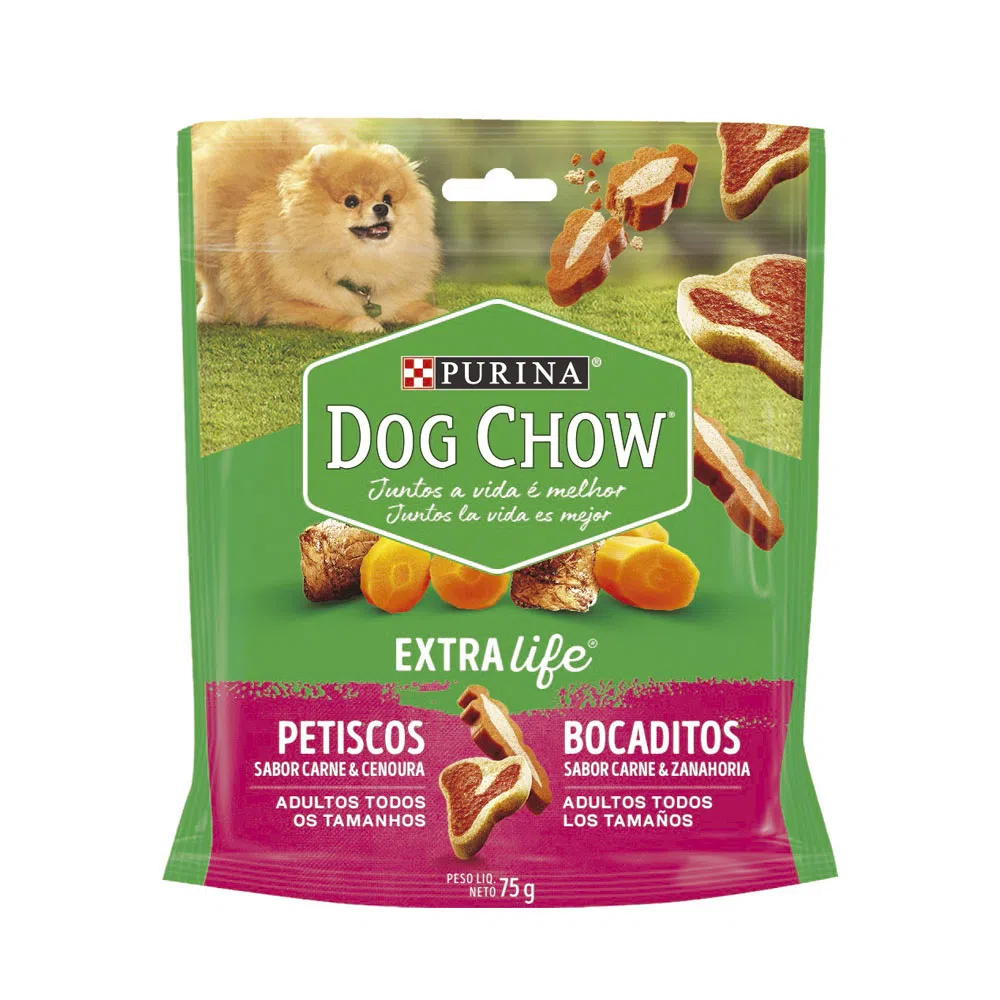 PURINA®
DOG CHOW®
Juntos a vida é melhor
Juntos la vida es mejor
EXTRA life®
PETISCOS
SABOR CARNE & CENOURA
ADULTOS TODOS
OS TAMANHOS
BOCADITOS
SABOR CARNE & ZANAHORIA
ADULTOS TODOS
LOS TAMAÑOS
PESO LIQ.
NETO 75 g